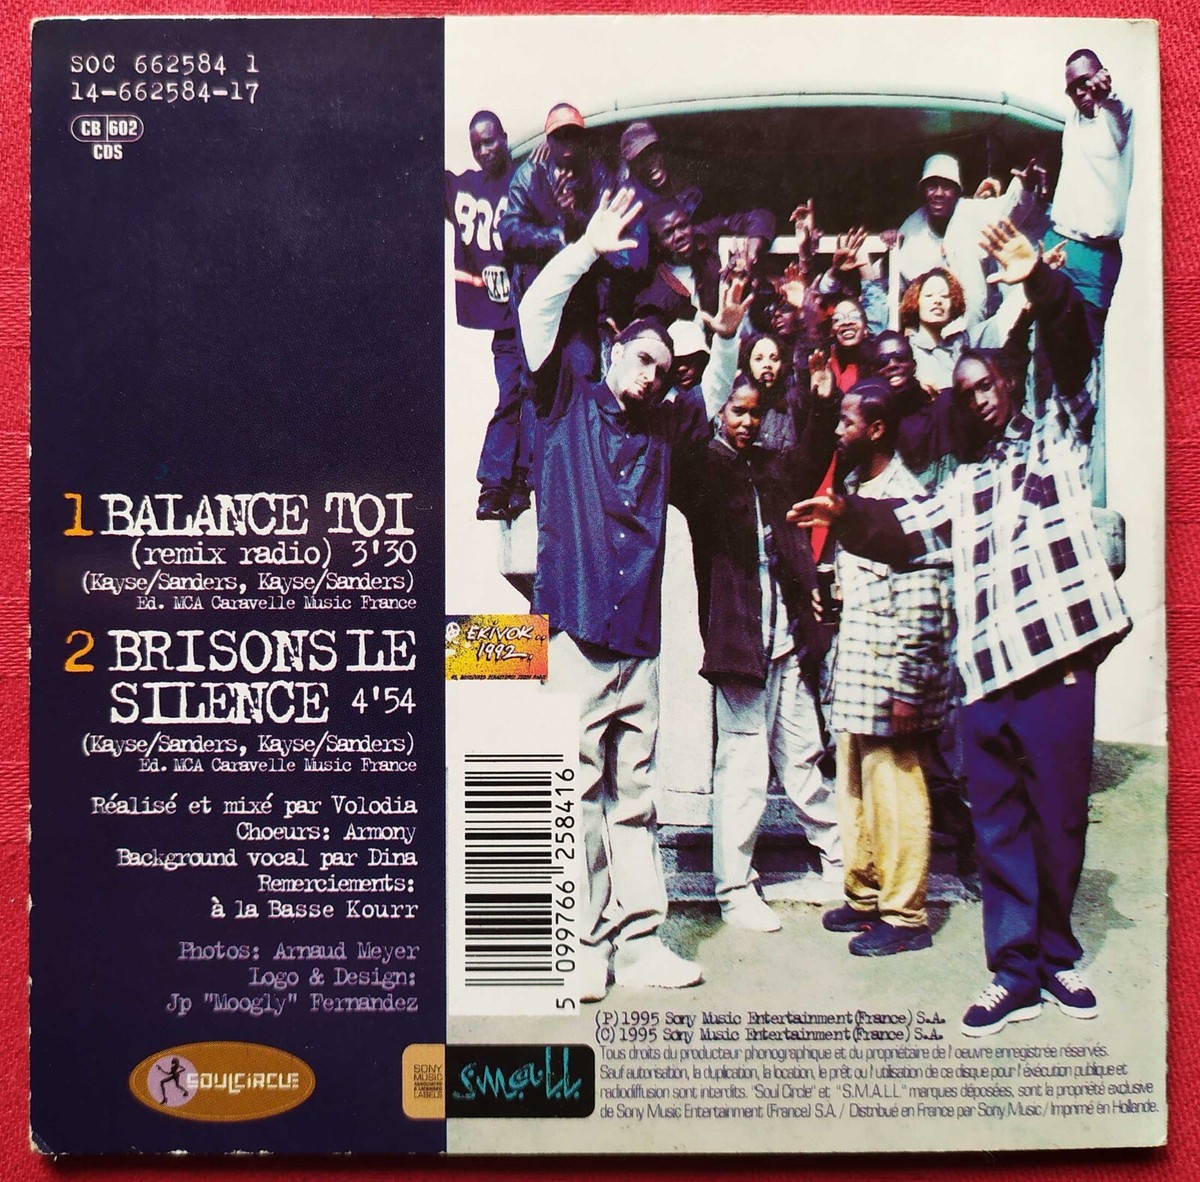 SOC 662584 1
14-662584-17
CB 602
CDS
1 BALANCE TOI
(remix radio) 3'30
(Kayse/Sanders, Kayse/Sanders)
Ed. MCA Caravelle Music France
2 BRISONS LE
SILENCE 4'54
(Kayse/Sanders, Kayse/Sanders)
Ed. MCA Caravelle Music France
Réalisé et mixé par Volodia
Choeurs: Armony
Background vocal par Dina
Remerciements:
à la Basse Kourr
Photos: Arnaud Meyer
Logo & Design:
Jp "Moogly" Fernandez
SOULCIRCLE
SONY
MUSIC
LABELS
S.M.A.L.L.
EKIVOK
1992
XXL
5 099766 258416
(P) 1995 Sony Music Entertainment (France) S.A.
(C) 1995 Sony Music Entertainment (France) S.A.
Tous droits du producteur phonographique et du propriétaire de l'oeuvre enregistrée réservés.
Sauf autorisation, la duplication, la location, le prêt ou l'utilisation de ce disque pour l'éxécution publique et
radiodiffusion sont interdits. "Soul Circle" et "S.M.A.L.L" marques déposées, sont la propriété exclusive
de Sony Music Entertainment (France) S.A. / Distribué en France par Sony Music / Imprimé en Hollande.